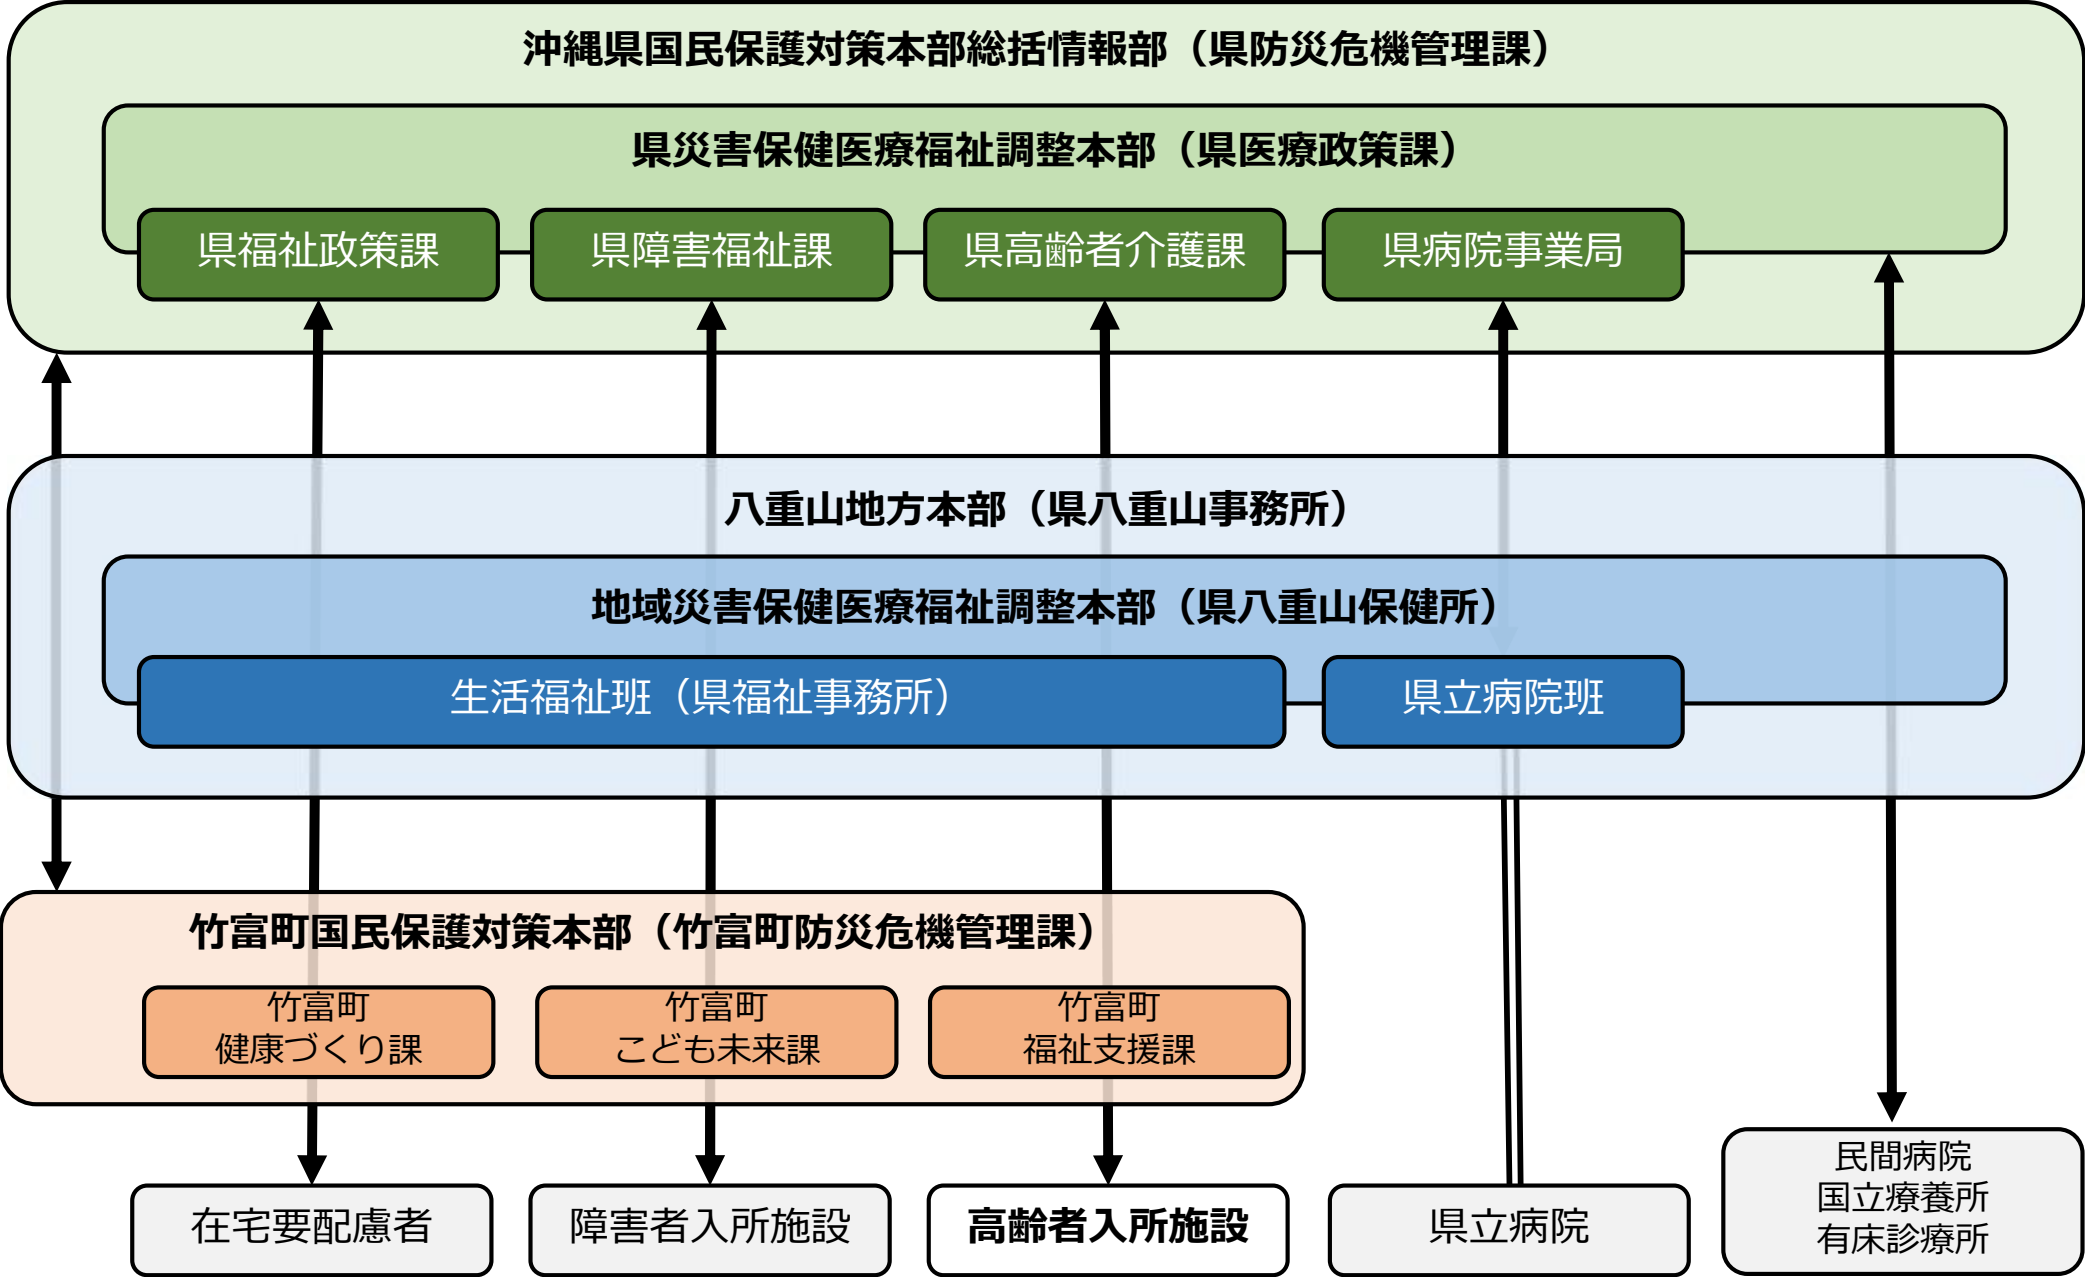 沖縄県国民保護対策本部総括情報部（県防災危機管理課）
県災害保健医療福祉調整本部（県医療政策課）
県福祉政策課
県障害福祉課
県高齢者介護課
県病院事業局
八重山地方本部（県八重山事務所）
地域災害保健医療福祉調整本部（県八重山保健所）
生活福祉班（県福祉事務所）
県立病院班
竹富町国民保護対策本部（竹富町防災危機管理課）
竹富町
健康づくり課
竹富町
こども未来課
竹富町
福祉支援課
在宅要配慮者
障害者入所施設
高齢者入所施設
県立病院
民間病院
国立療養所
有床診療所